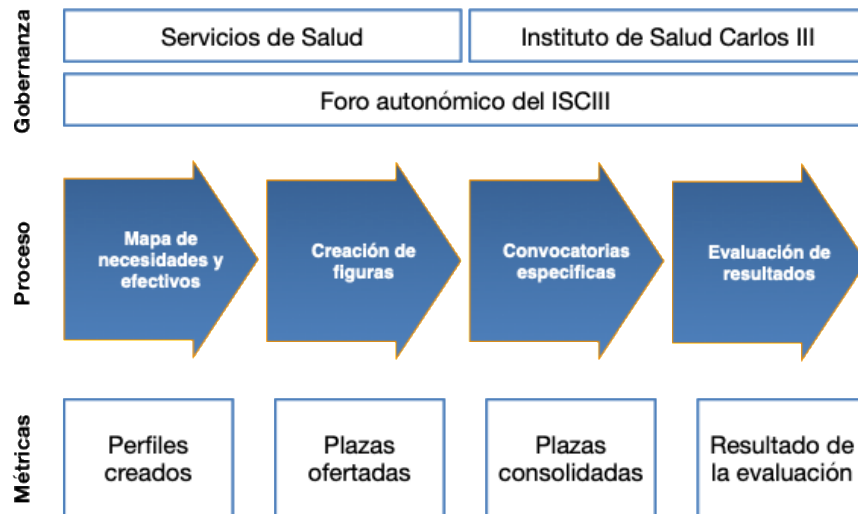 Gobernanza
Servicios de Salud
Instituto de Salud Carlos III
Foro autonómico del ISCIII
Proceso
Mapa de
necesidades y
efectivos
Creación de
figuras
Convocatorias
especificas
Evaluación de
resultados
Métricas
Perfiles
creados
Plazas
ofertadas
Plazas
consolidadas
Resultado de
la evaluación